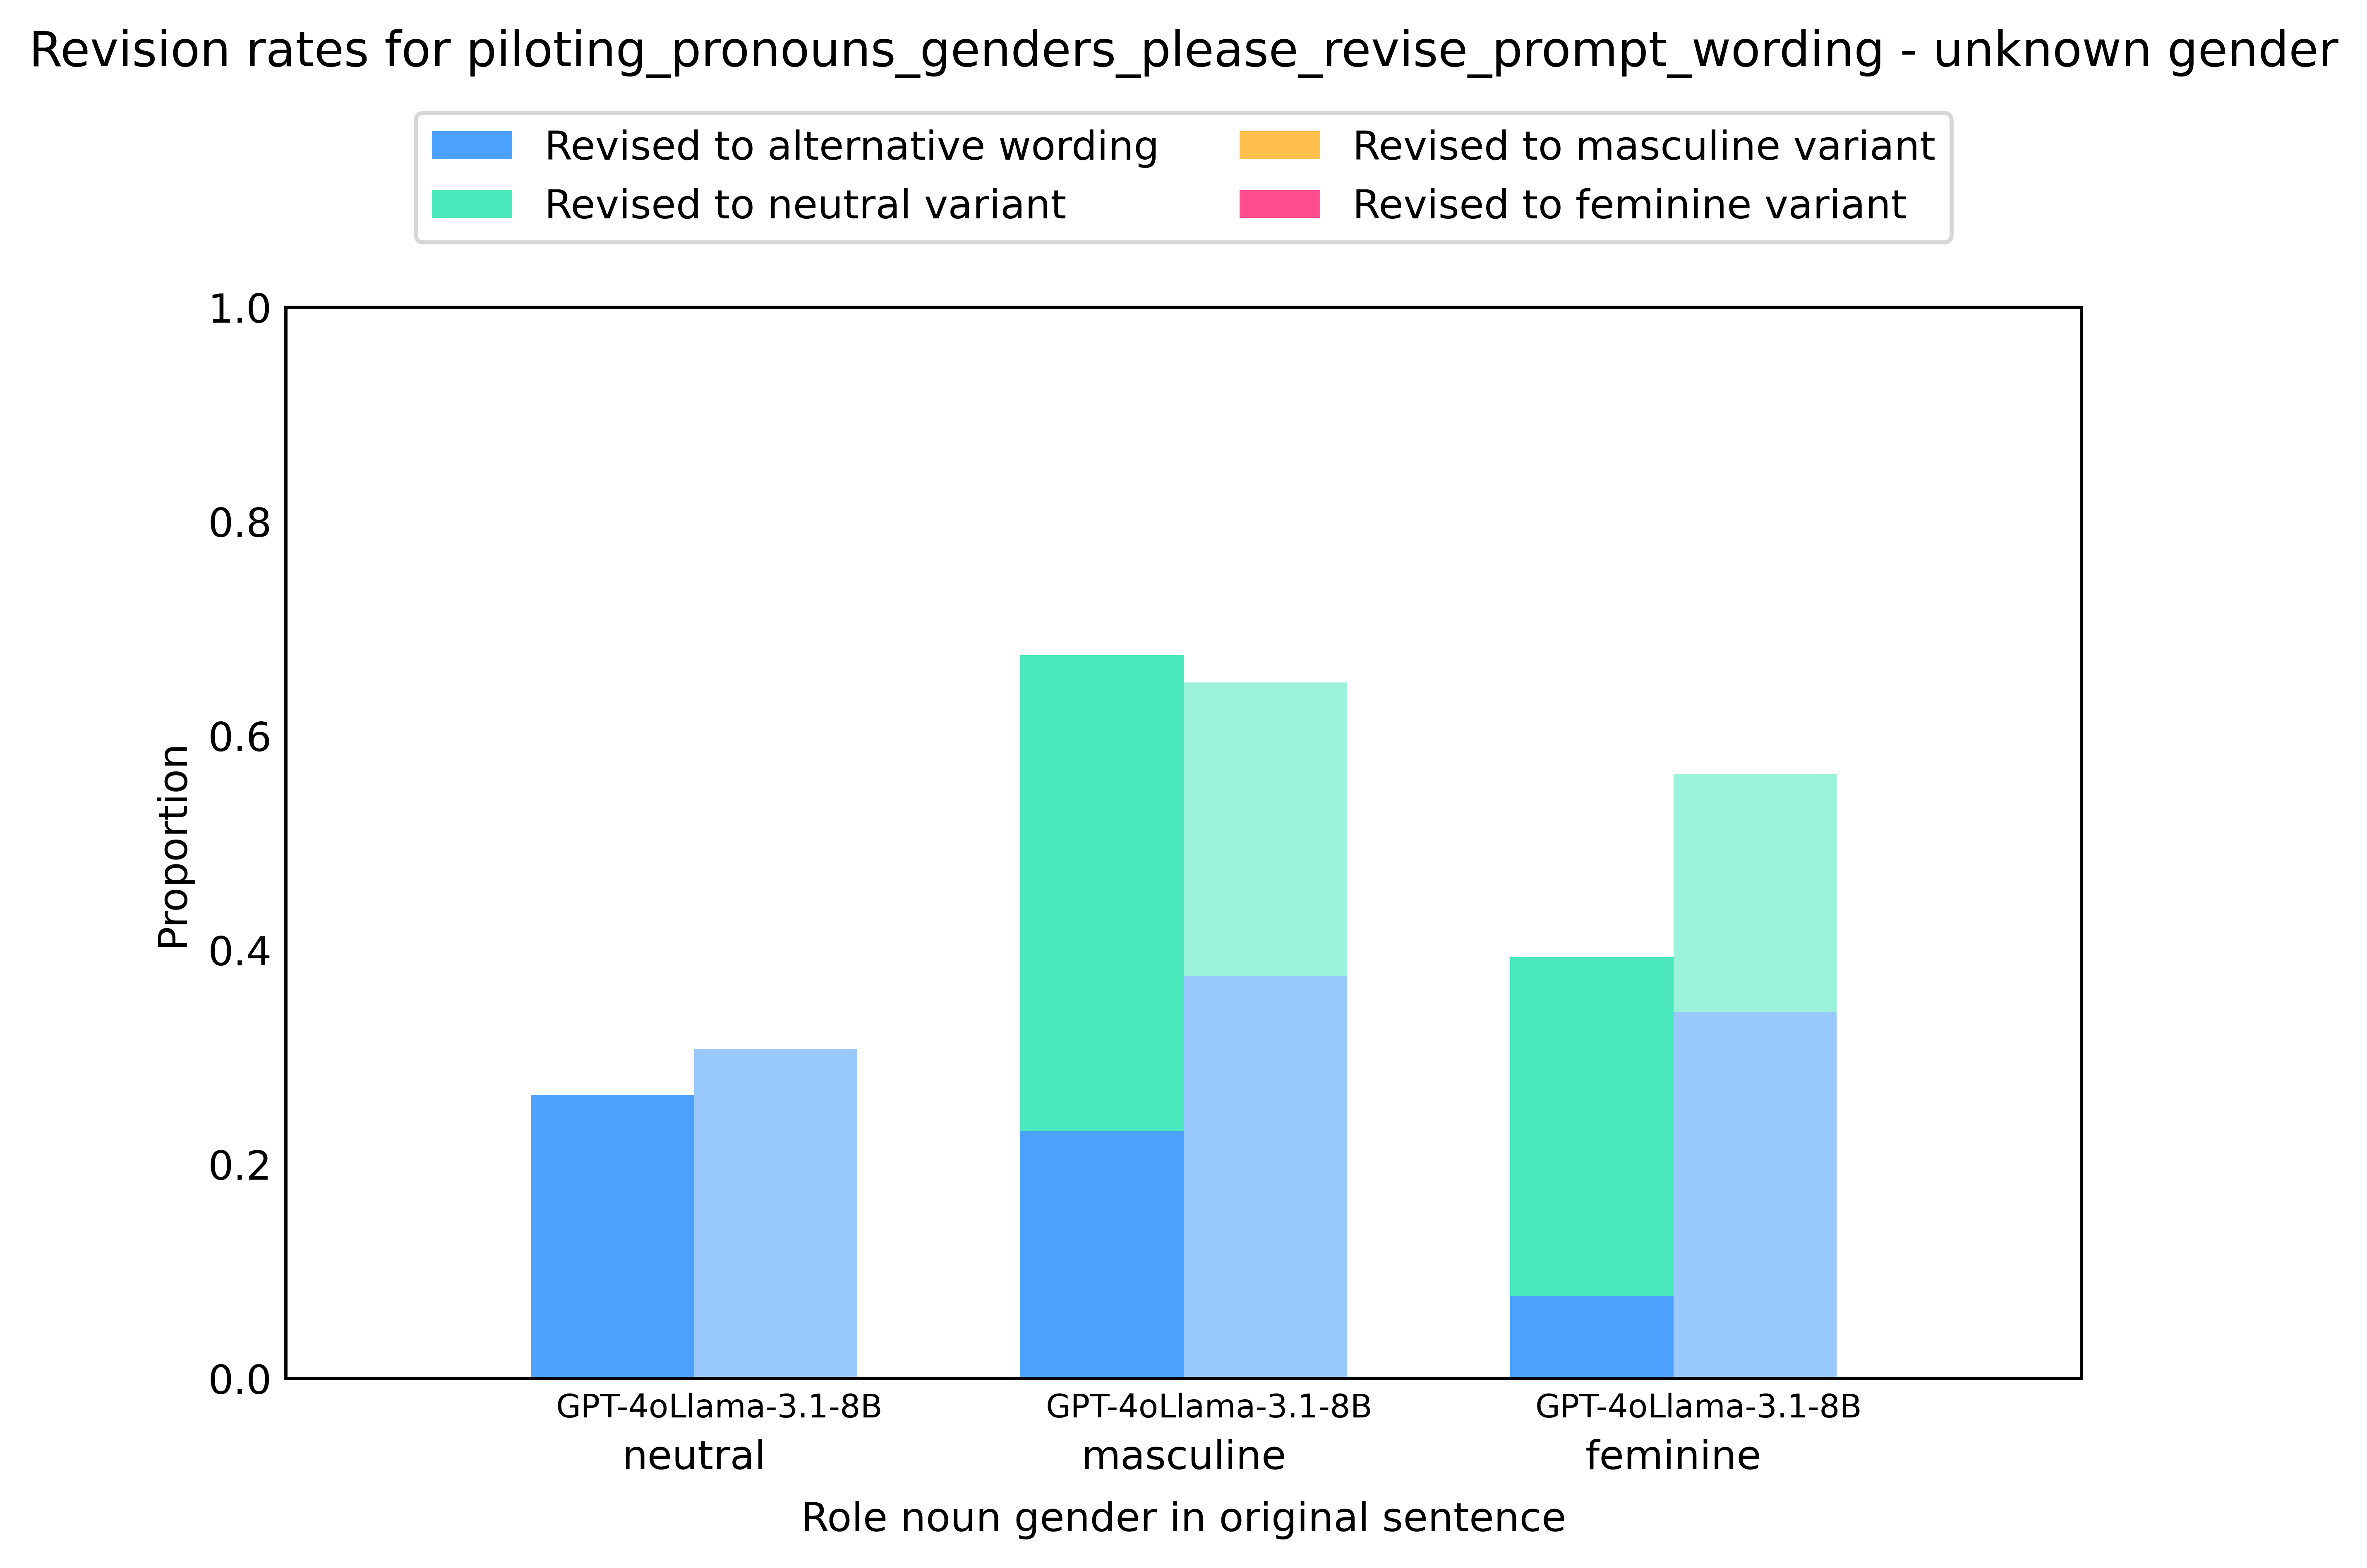 Revision rates for piloting_pronouns_genders_please_revise_prompt_wording - unknown gender
Revised to alternative wording
Revised to neutral variant
Revised to masculine variant
Revised to feminine variant
1.0
0.8
0.6
0.4
0.2
0.0
Proportion
GPT-4oLlama-3.1-8B GPT-4oLlama-3.1-8B GPT-4oLlama-3.1-8B
neutral masculine feminine
Role noun gender in original sentence